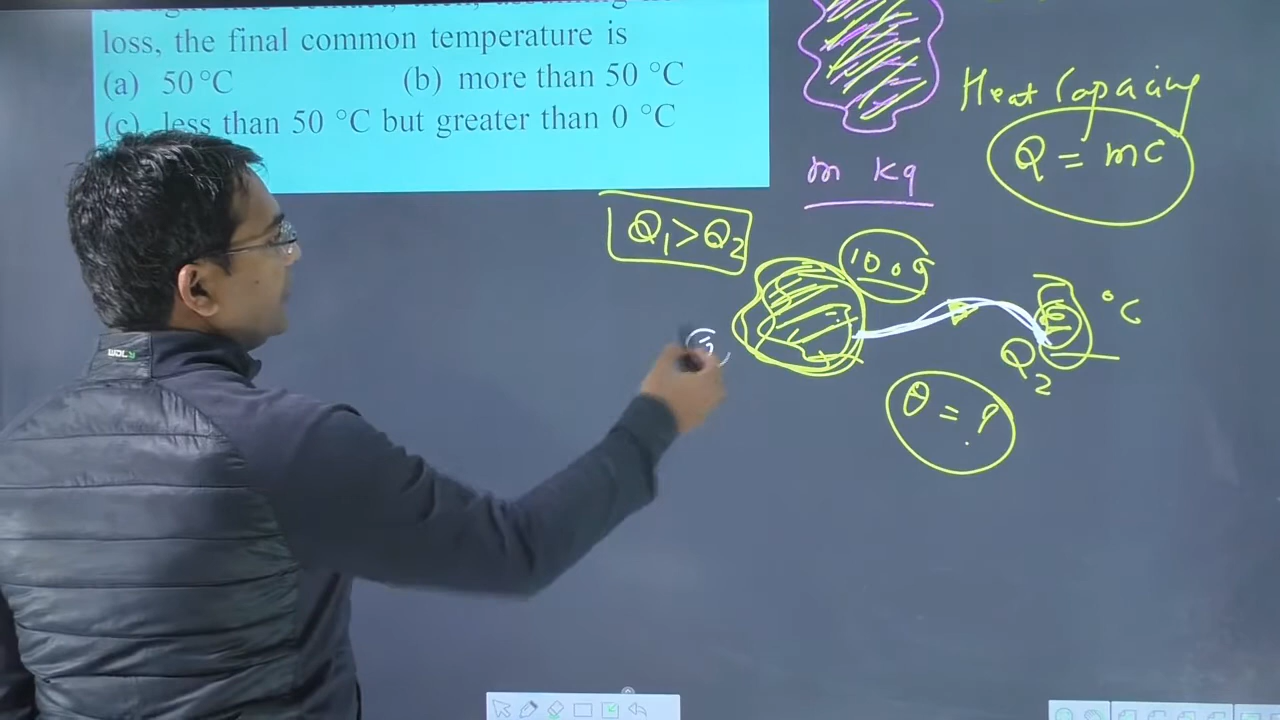 loss, the final common temperature is
(a) 50 °C (b) more than 50 °C
(c) less than 50 °C but greater than 0 °C
Heat Capacity
Q = mc
m kg
Q₁ > Q₂
100g
°C
Q₂
θ = ?